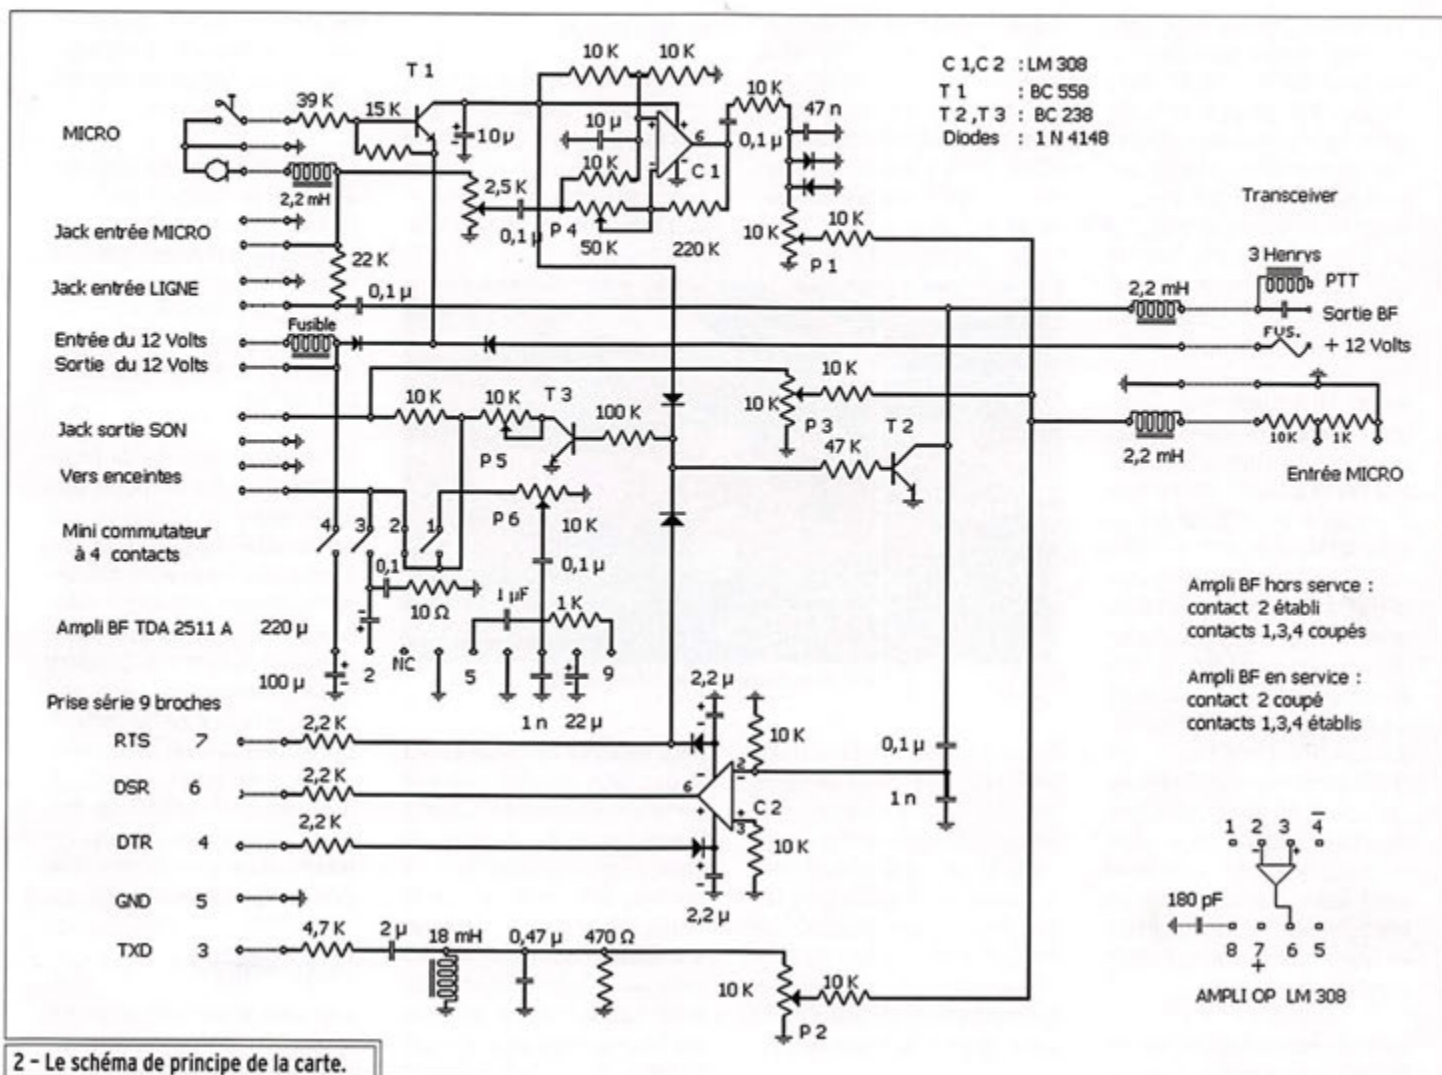 T 1
10 K
10 K
C 1,C 2 : LM 308
T 1 : BC 558
T 2 ,T 3 : BC 238
Diodes : 1 N 4148
MICRO
39 K
15 K
10 µ
10 µ
+
-
6
C 1
10 K
47 n
0,1 µ
10 K
2,2 mH
2,5 K
0,1 µ
P 4
50 K
220 K
10 K
10 K
P 1
Transceiver
Jack entrée MICRO
22 K
Jack entrée LIGNE
0,1 µ
2,2 mH
3 Henrys
PTT
Sortie BF
Entrée du 12 Volts
Fusible
FUS.
+ 12 Volts
Sortie du 12 Volts
10 K
10 K
T 3
100 K
10 K
10 K
P 3
T 2
Jack sortie SON
P 5
47 K
2,2 mH
10K
1K
Entrée MICRO
Vers enceintes
Mini commutateur
à 4 contacts
4
3
2
1
P 6
10 K
0,1
10 Ω
0,1 µ
1 µF
1 K
Ampli BF hors servce :
contact 2 établi
contacts 1,3,4 coupés
Ampli BF TDA 2511 A
220 µ
100 µ
2
NC
5
9
1 n
22 µ
2,2 µ
Ampli BF en service :
contact 2 coupé
contacts 1,3,4 établis
Prise série 9 broches
RTS 7
2,2 K
10 K
0,1 µ
DSR 6
2,2 K
6
2
-
+
3
C 2
1 n
DTR 4
2,2 K
10 K
2,2 µ
GND 5
TXD 3
4,7 K
2 µ
18 mH
0,47 µ
470 Ω
10 K
10 K
P 2
1 2 3 4
180 pF
8 7 6 5
+
AMPLI OP LM 308
2 - Le schéma de principe de la carte.